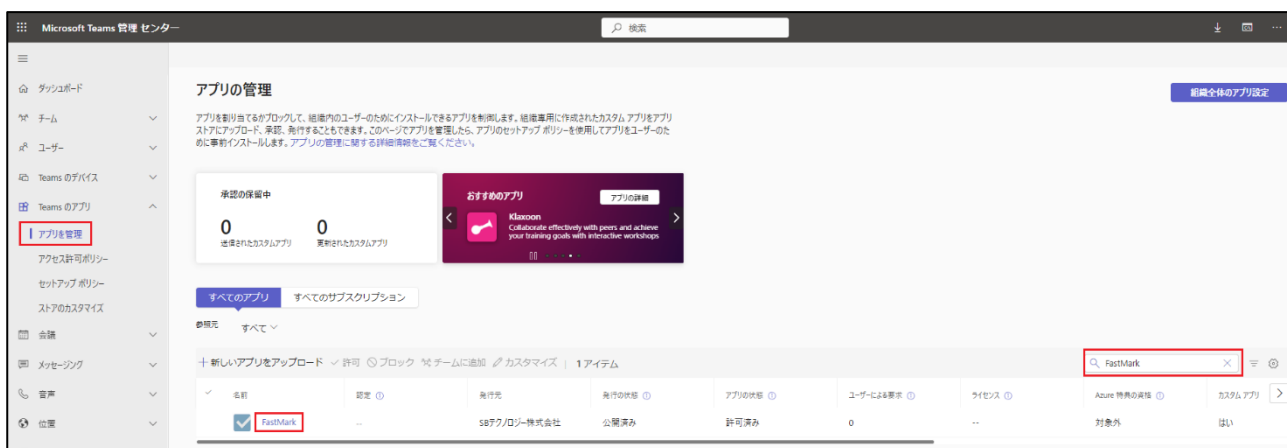 Microsoft Teams 管理 センター
検索
ダッシュボード
チーム
ユーザー
Teams のデバイス
Teams のアプリ
アプリを管理
アクセス許可ポリシー
セットアップ ポリシー
ストアのカスタマイズ
会議
メッセージング
音声
位置
アプリの管理
組織全体のアプリ設定
アプリを割り当てるかブロックして、組織内のユーザーのためにインストールできるアプリを制御します。組織専用に作成されたカスタム アプリをアプリ
ストアにアップロード、承認、発行することもできます。このページでアプリを管理したら、アプリのセットアップ ポリシーを使用してアプリをユーザーのた
めに事前インストールします。アプリの管理に関する詳細情報をご覧ください。
承認の保留中
0
送信されたカスタムアプリ
0
更新されたカスタムアプリ
おすすめのアプリ
アプリの詳細
Klaxoon
Collaborate effectively with peers and achieve
your training goals with interactive workshops
すべてのアプリ
すべてのサブスクリプション
参照元
すべて
新しいアプリをアップロード 許可 ブロック チームに追加 カスタマイズ | 1 アイテム
FastMark
名前 認定 発行元 発行の状態 アプリの状態 ユーザーによる要求 ライセンス Azure 特典の資格 カスタム アプリ
FastMark -- SBテクノロジー株式会社 公開済み 許可済み 0 -- 対象外 はい